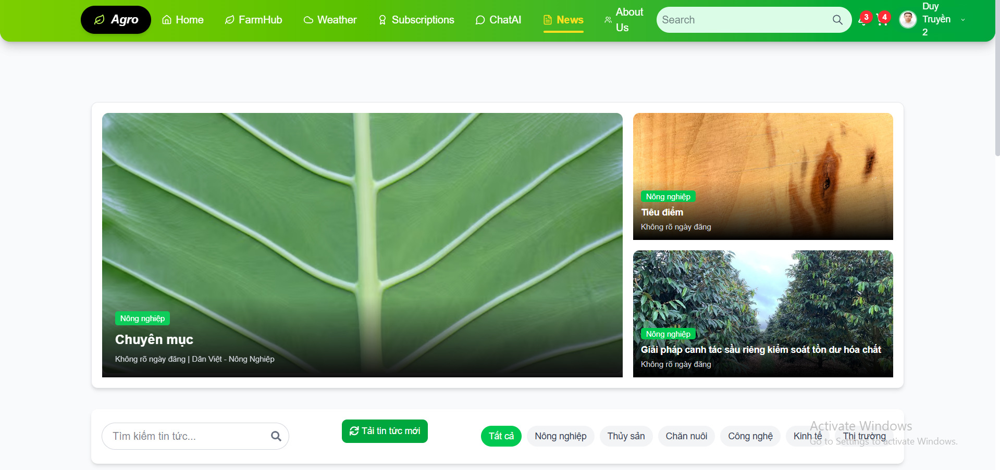 Agro
Home
FarmHub
Weather
Subscriptions
ChatAI
News
About
Us
Search
3
4
Duy
Truyền
2
Nông nghiệp
Chuyên mục
Không rõ ngày đăng | Dân Việt - Nông Nghiệp
Nông nghiệp
Tiêu điểm
Không rõ ngày đăng
Nông nghiệp
Giải pháp canh tác sầu riêng kiểm soát tồn dư hóa chất
Không rõ ngày đăng
Tìm kiếm tin tức...
Tải tin tức mới
Tất cả
Nông nghiệp
Thủy sản
Chăn nuôi
Công nghệ
Kinh tế
Thị trường
Activate Windows
Go to Settings to activate Windows.